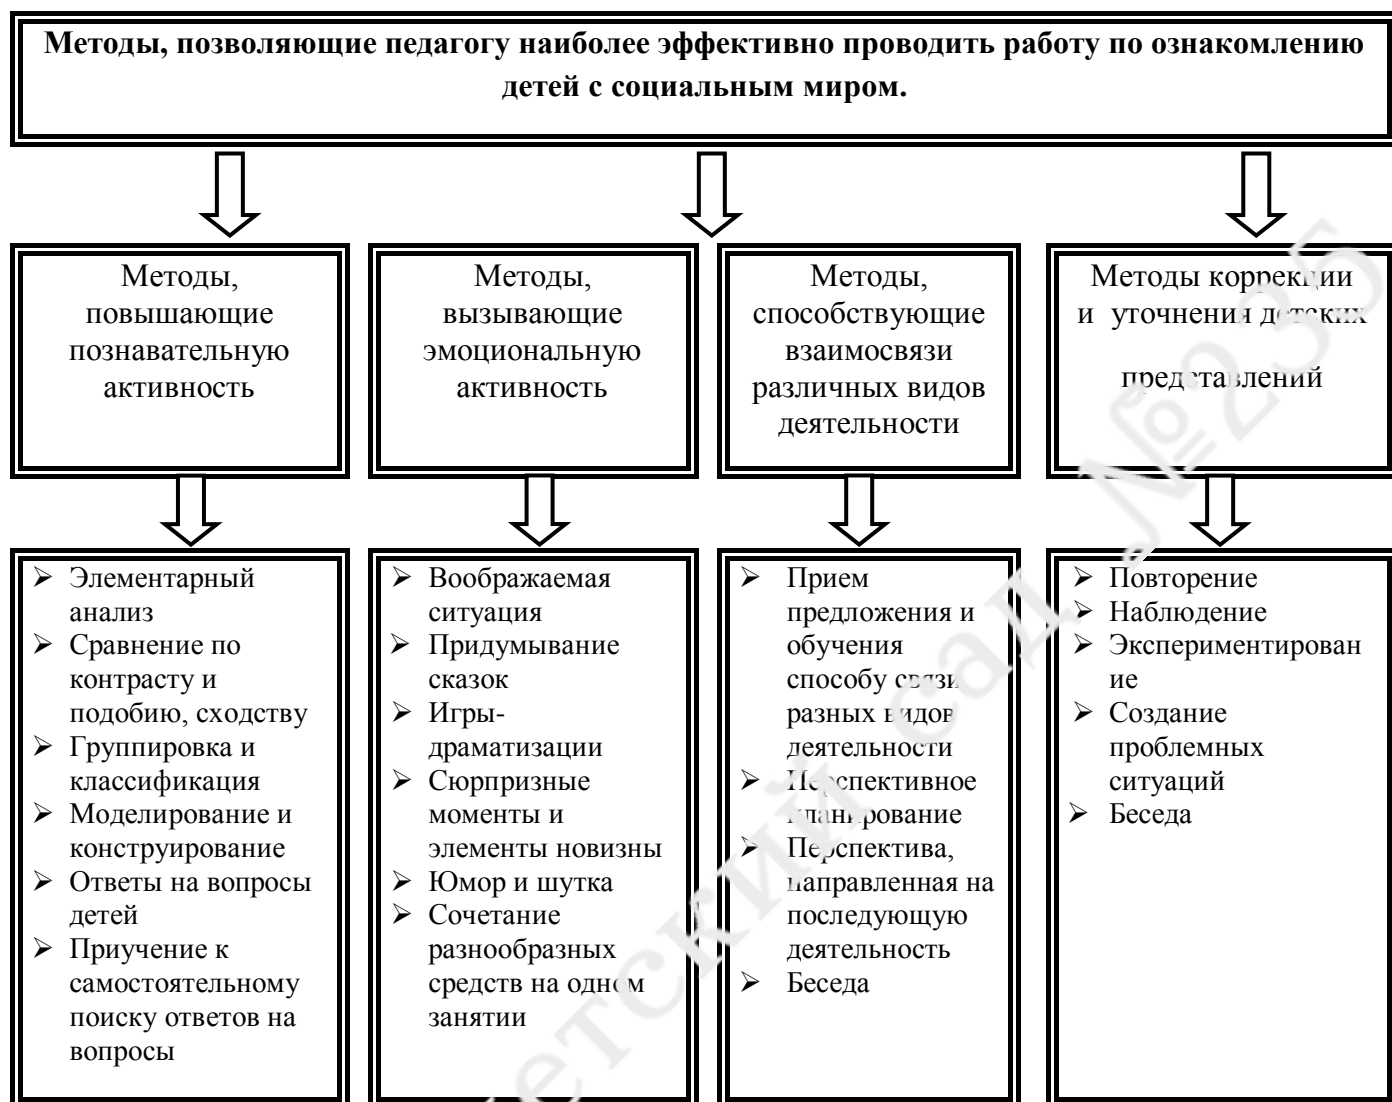 Методы, позволяющие педагогу наиболее эффективно проводить работу по ознакомлению
детей с социальным миром.
Методы,
повышающие
познавательную
активность
Методы,
вызывающие
эмоциональную
активность
Методы,
способствующие
взаимосвязи
различных видов
деятельности
Методы коррекции
и уточнения детских
представлений
➢ Элементарный
анализ
➢ Сравнение по
контрасту и
подобию, сходству
➢ Группировка и
классификация
➢ Моделирование и
конструирование
➢ Ответы на вопросы
детей
➢ Приучение к
самостоятельному
поиску ответов на
вопросы
➢ Воображаемая
ситуация
➢ Придумывание
сказок
➢ Игры-
драматизации
➢ Сюрпризные
моменты и
элементы новизны
➢ Юмор и шутка
➢ Сочетание
разнообразных
средств на одном
занятии
➢ Прием
предложения и
обучения
способу связи
разных видов
деятельности
➢ Перспективное
планирование
➢ Перспектива,
направленная на
последующую
деятельность
➢ Беседа
➢ Повторение
➢ Наблюдение
➢ Экспериментирован
ие
➢ Создание
проблемных
ситуаций
➢ Беседа
етский сад №235